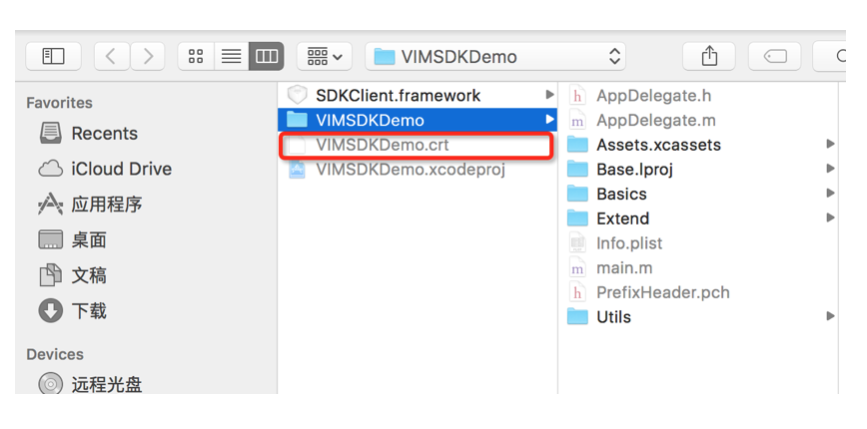 VIMSDKDemo
Favorites
Recents
iCloud Drive
应用程序
桌面
文稿
下载
Devices
远程光盘
SDKClient.framework
VIMSDKDemo
VIMSDKDemo.crt
VIMSDKDemo.xcodeproj
h AppDelegate.h
m AppDelegate.m
Assets.xcassets
Base.lproj
Basics
Extend
Info.plist
m main.m
h PrefixHeader.pch
Utils